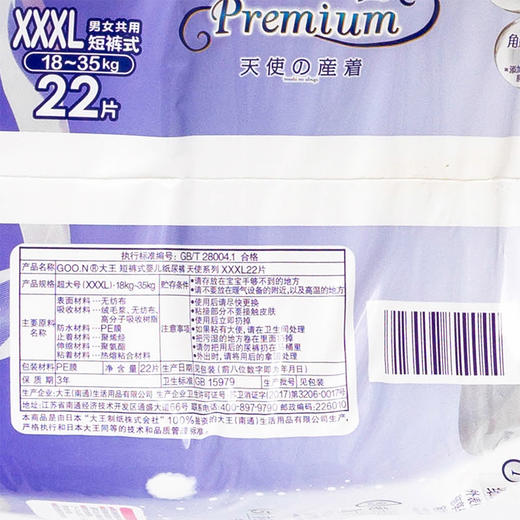 XXXL 男女共用
短裤式
18~35kg
22片
Premium
天使の産着
执行标准编号: GB/T 28004.1 合格
产品名称 GOO.N®大王 短裤式婴儿纸尿裤天使系列 XXXL22片
产品规格 超大号(XXXL)·18kg~35kg 贮存条件 •请存放在宝宝手够不到的地方
•请不要放在暖气设备的附近,以及高温的地方
主要原料名称
表面材料···无纺布
吸收材料···绒毛浆、无纺布、
高分子吸收树脂
防水材料···PE膜
止漏材料···聚氨烃
伸缩材料···聚氨酯
粘着材料···热熔粘合材料
注意事项
•使用后请尽快更换
•粘接部分不要接触皮肤
•使用后立即扔掉
•如果粘有大便,请在卫生间处理
•把污湿的地方卷在里面扔掉
•请勿把用后的尿裤扔在马桶里
•外出时,请将用后的拿回处理
包装材料 PE膜 含量 22片 生产日期 见包装(前八位数字即为年月日)
保质期 3年 卫生标准 GB 15979 生产批号 见包装
生产企业:大王(南通)生活用品有限公司 苏卫消证字(2017)第3206-0017号
地址:江苏省南通经济技术开发区通盛大道66号 联系电话:400-897-9790 邮政编码:226010
本商品是由日本“大王制纸株式会社”100%投资的大王(南通)生活用品有限公司生产,
严格执行和日本大王同等的技术和品质管理标准。